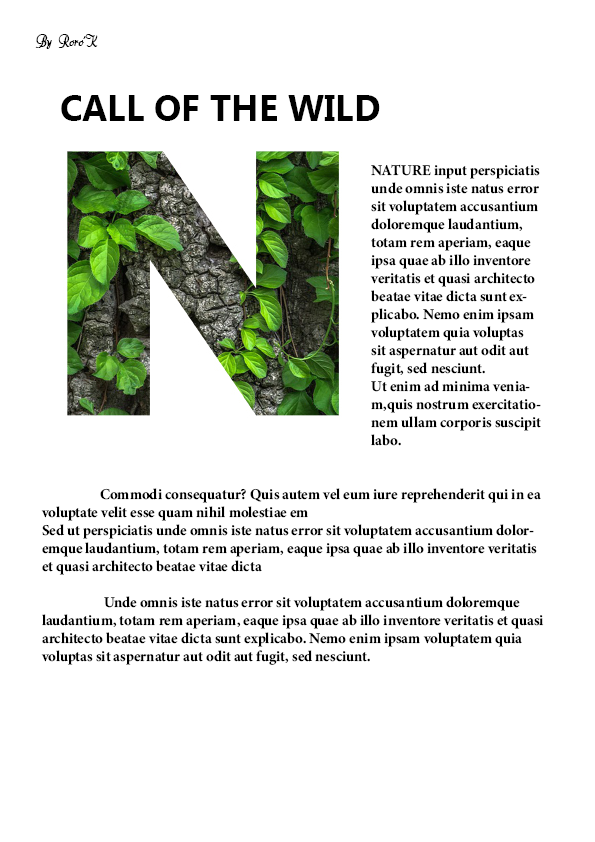 By Roro'K
CALL OF THE WILD
N
NATURE input perspiciatis
unde omnis iste natus error
sit voluptatem accusantium
doloremque laudantium,
totam rem aperiam, eaque
ipsa quae ab illo inventore
veritatis et quasi architecto
beatae vitae dicta sunt ex-
plicabo. Nemo enim ipsam
voluptatem quia voluptas
sit aspernatur aut odit aut
fugit, sed nesciunt.
Ut enim ad minima venia-
m,quis nostrum exercitatio-
nem ullam corporis suscipit
labo.
Commodi consequatur? Quis autem vel eum iure reprehenderit qui in ea
voluptate velit esse quam nihil molestiae em
Sed ut perspiciatis unde omnis iste natus error sit voluptatem accusantium dolor-
emque laudantium, totam rem aperiam, eaque ipsa quae ab illo inventore veritatis
et quasi architecto beatae vitae dicta
Unde omnis iste natus error sit voluptatem accusantium doloremque
laudantium, totam rem aperiam, eaque ipsa quae ab illo inventore veritatis et quasi
architecto beatae vitae dicta sunt explicabo. Nemo enim ipsam voluptatem quia
voluptas sit aspernatur aut odit aut fugit, sed nesciunt.